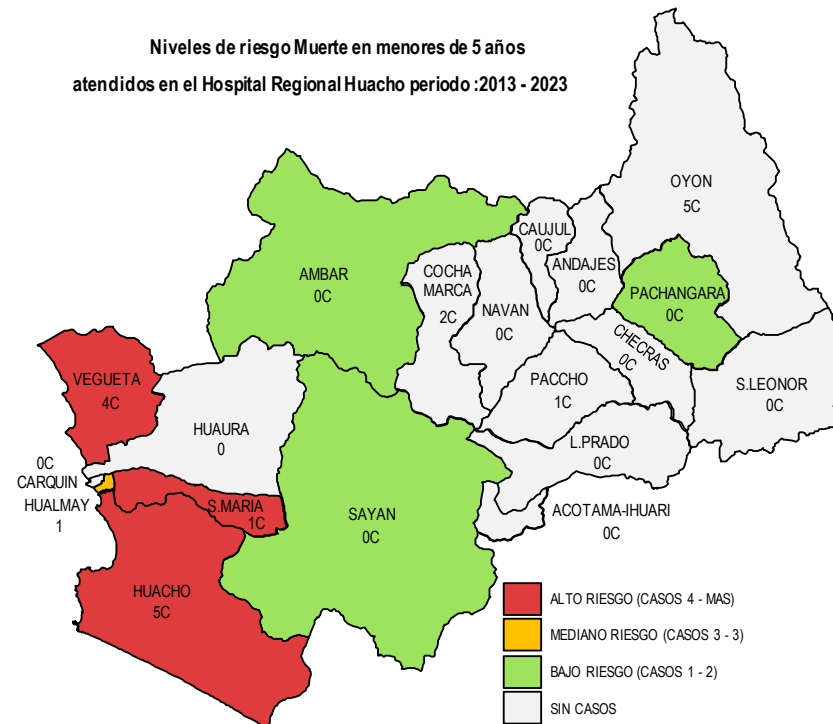 Niveles de riesgo Muerte en menores de 5 años
atendidos en el Hospital Regional Huacho periodo :2013 - 2023
OYON
5C
CAUJUL
0C
ANDAJES
0C
AMBAR
0C
COCHA
MARCA
2C
NAVAN
0C
PACHANGARA
0C
CHECRAS
0C
VEGUETA
4C
PACCHO
1C
S.LEONOR
0C
HUAURA
0
L.PRADO
0C
0C
CARQUIN
HUALMAY
1
S.MARIA
1C
SAYAN
0C
ACOTAMA-IHUARI
0C
HUACHO
5C
ALTO RIESGO (CASOS 4 - MAS)
MEDIANO RIESGO (CASOS 3 - 3)
BAJO RIESGO (CASOS 1 - 2)
SIN CASOS